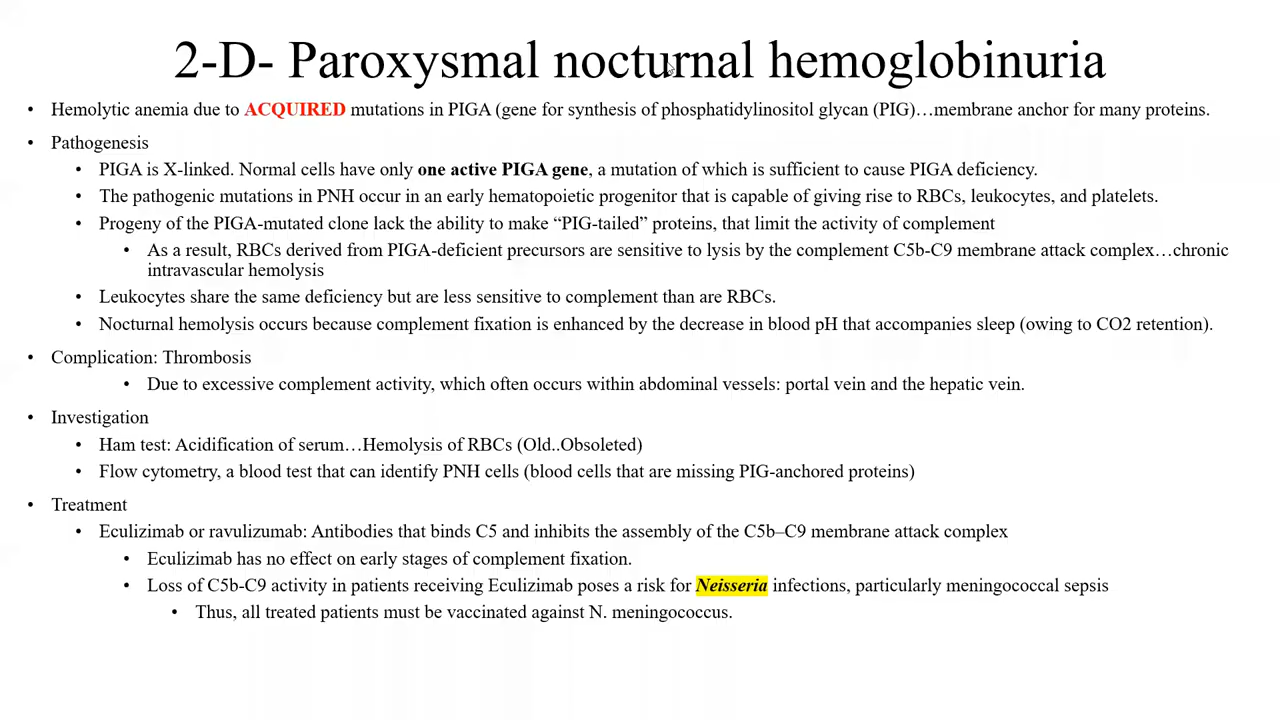 2-D- Paroxysmal nocturnal hemoglobinuria
• Hemolytic anemia due to ACQUIRED mutations in PIGA (gene for synthesis of phosphatidylinositol glycan (PIG)…membrane anchor for many proteins.
• Pathogenesis
• PIGA is X-linked. Normal cells have only one active PIGA gene, a mutation of which is sufficient to cause PIGA deficiency.
• The pathogenic mutations in PNH occur in an early hematopoietic progenitor that is capable of giving rise to RBCs, leukocytes, and platelets.
• Progeny of the PIGA-mutated clone lack the ability to make “PIG-tailed” proteins, that limit the activity of complement
• As a result, RBCs derived from PIGA-deficient precursors are sensitive to lysis by the complement C5b-C9 membrane attack complex…chronic
intravascular hemolysis
• Leukocytes share the same deficiency but are less sensitive to complement than are RBCs.
• Nocturnal hemolysis occurs because complement fixation is enhanced by the decrease in blood pH that accompanies sleep (owing to CO2 retention).
• Complication: Thrombosis
• Due to excessive complement activity, which often occurs within abdominal vessels: portal vein and the hepatic vein.
• Investigation
• Ham test: Acidification of serum…Hemolysis of RBCs (Old..Obsoleted)
• Flow cytometry, a blood test that can identify PNH cells (blood cells that are missing PIG-anchored proteins)
• Treatment
• Eculizimab or ravulizumab: Antibodies that binds C5 and inhibits the assembly of the C5b–C9 membrane attack complex
• Eculizimab has no effect on early stages of complement fixation.
• Loss of C5b-C9 activity in patients receiving Eculizimab poses a risk for Neisseria infections, particularly meningococcal sepsis
• Thus, all treated patients must be vaccinated against N. meningococcus.